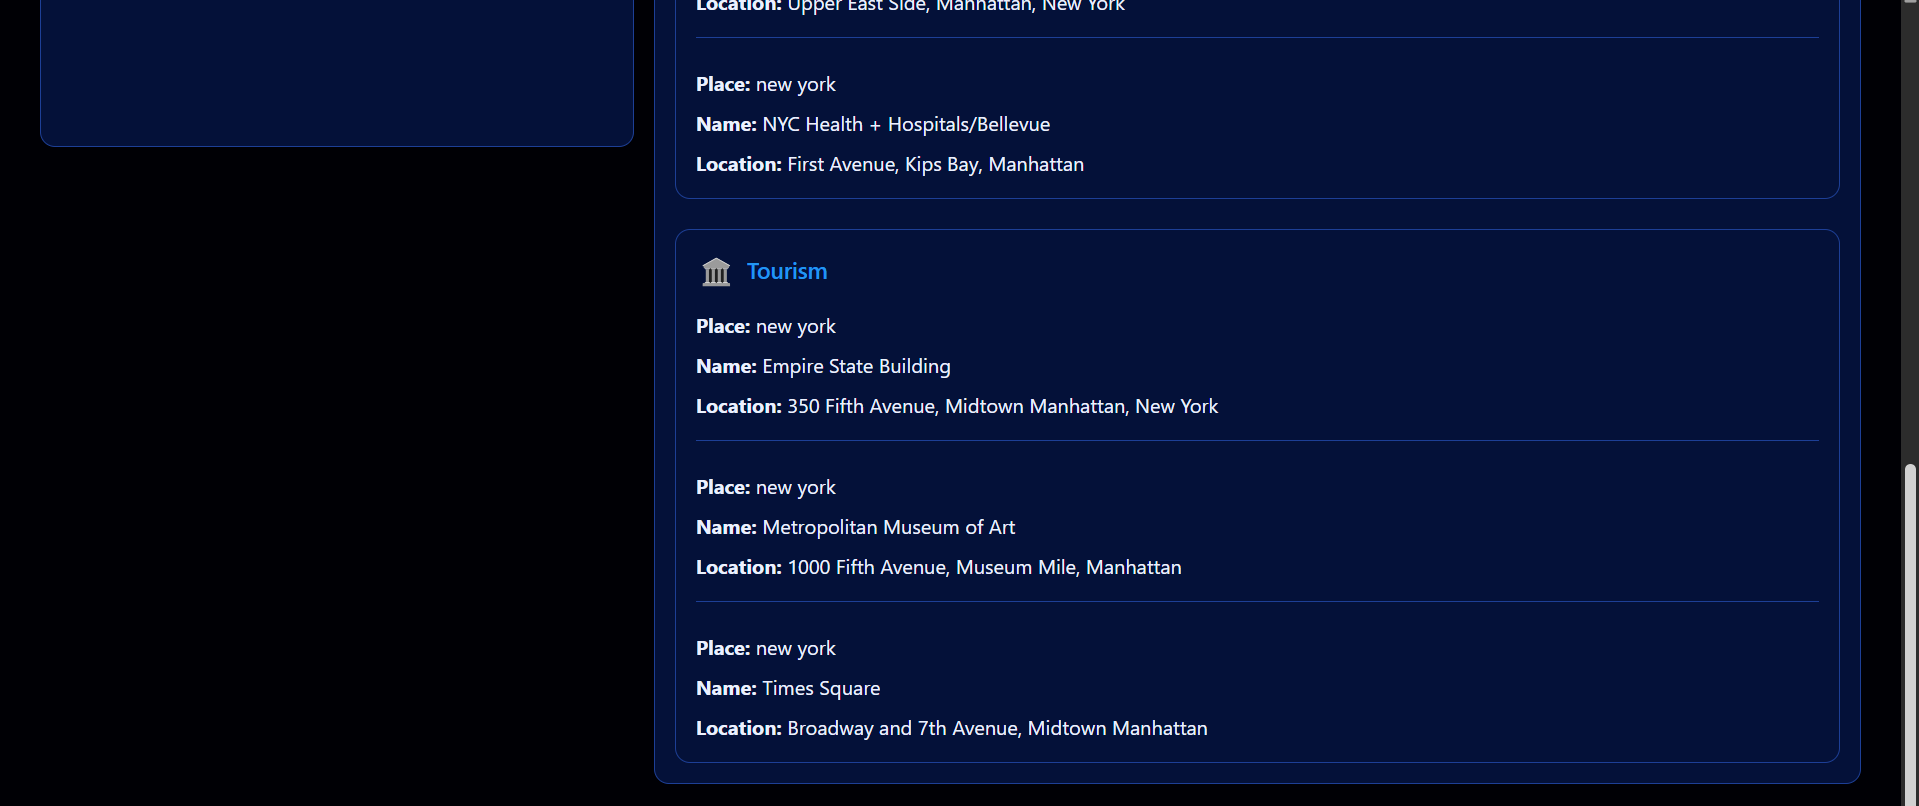 Location: Upper East Side, Manhattan, New York
Place: new york
Name: NYC Health + Hospitals/Bellevue
Location: First Avenue, Kips Bay, Manhattan
Tourism
Place: new york
Name: Empire State Building
Location: 350 Fifth Avenue, Midtown Manhattan, New York
Place: new york
Name: Metropolitan Museum of Art
Location: 1000 Fifth Avenue, Museum Mile, Manhattan
Place: new york
Name: Times Square
Location: Broadway and 7th Avenue, Midtown Manhattan